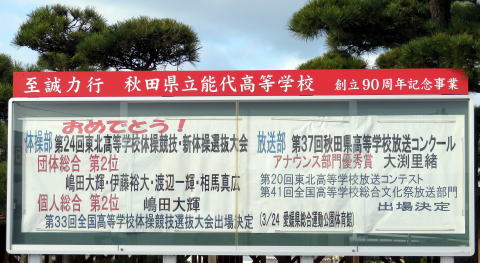 至誠力行 秋田県立能代高等学校 創立90周年記念事業
おめでとう！
体操部 第24回東北高等学校体操競技・新体操選抜大会
団体総合 第2位
嶋田大輝・伊藤裕大・渡辺一輝・相馬真広
個人総合 第2位 嶋田大輝
第33回全国高等学校体操競技選抜大会出場決定 (3/24 愛媛県総合運動公園体育館)
放送部 第37回秋田県高等学校放送コンクール
アナウンス部門優秀賞 大渕里緒
第20回東北高等学校放送コンテスト
第41回全国高等学校総合文化祭放送部門
出場決定